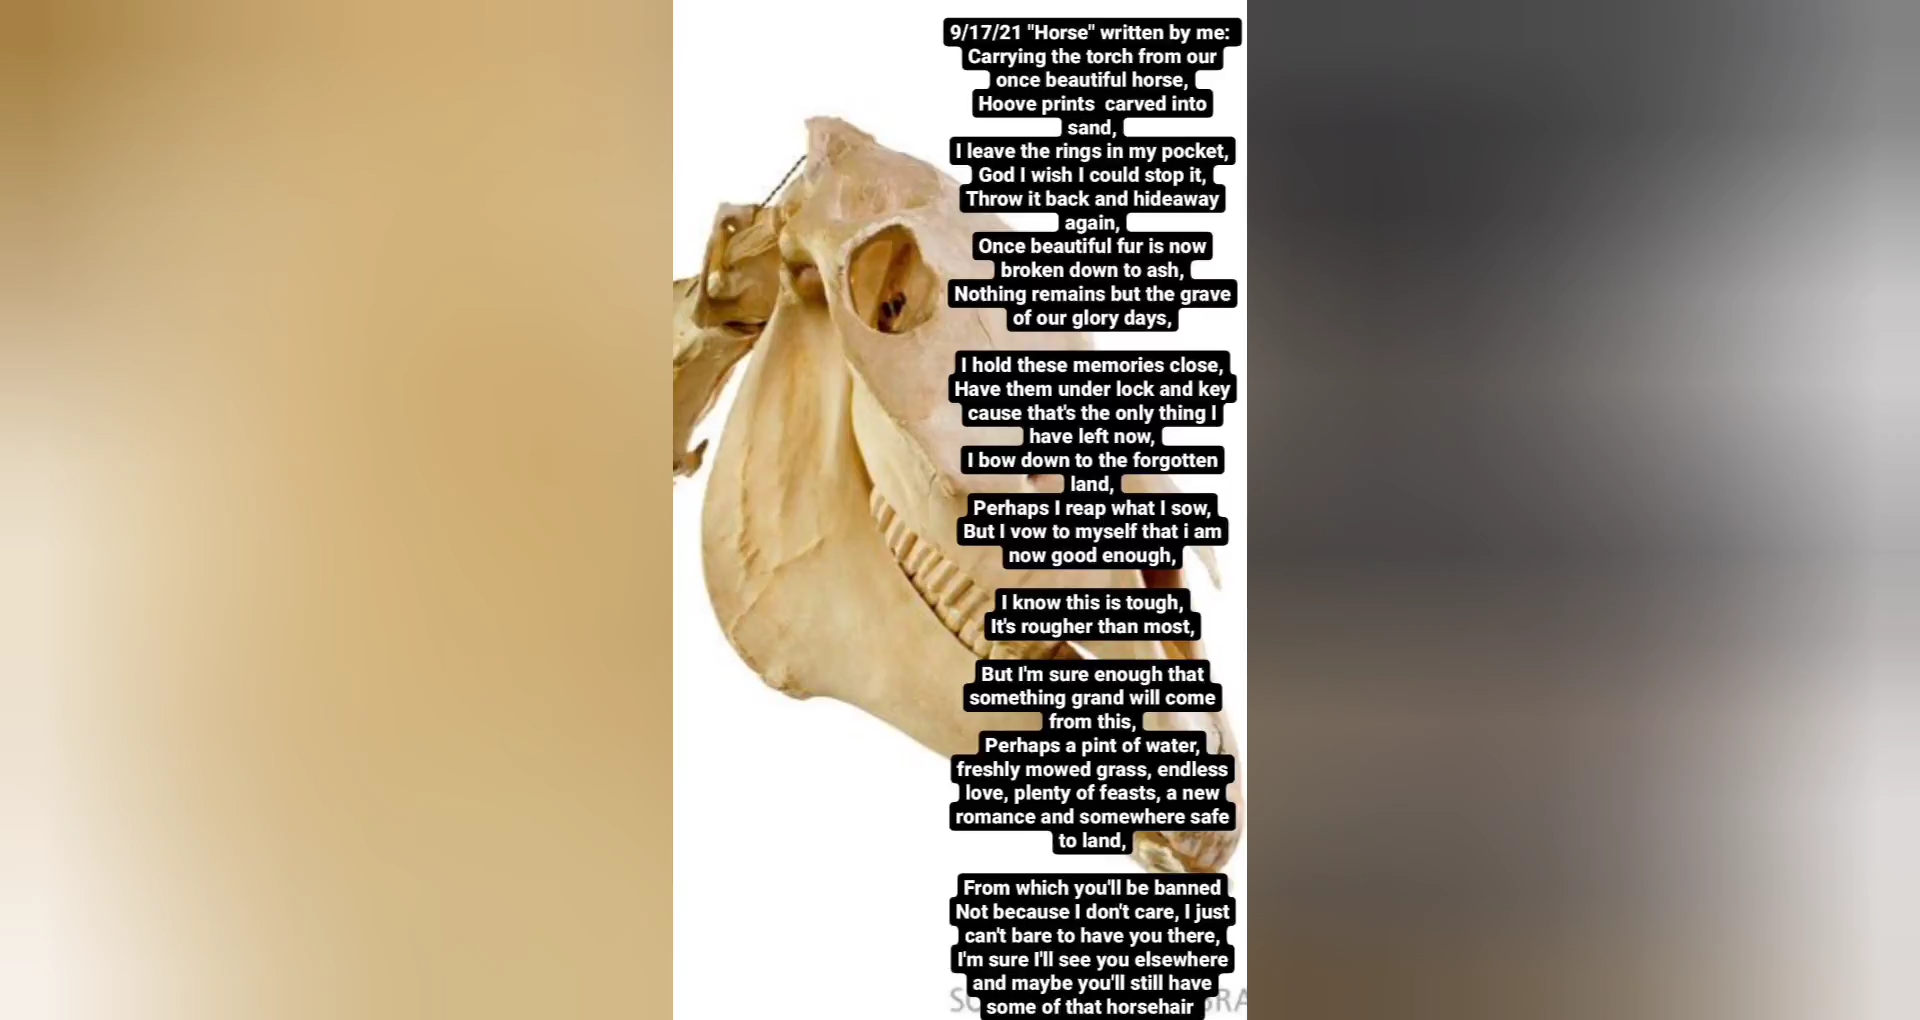 9/17/21 "Horse" written by me:
Carrying the torch from our
once beautiful horse,
Hoove prints carved into
sand,
I leave the rings in my pocket,
God I wish I could stop it,
Throw it back and hideaway
again,
Once beautiful fur is now
broken down to ash,
Nothing remains but the grave
of our glory days,
I hold these memories close,
Have them under lock and key
cause that's the only thing I
have left now,
I bow down to the forgotten
land,
Perhaps I reap what I sow,
But I vow to myself that i am
now good enough,
I know this is tough,
It's rougher than most,
But I'm sure enough that
something grand will come
from this,
Perhaps a pint of water,
freshly mowed grass, endless
love, plenty of feasts, a new
romance and somewhere safe
to land,
From which you'll be banned
Not because I don't care, I just
can't bare to have you there,
I'm sure I'll see you elsewhere
and maybe you'll still have
some of that horsehair